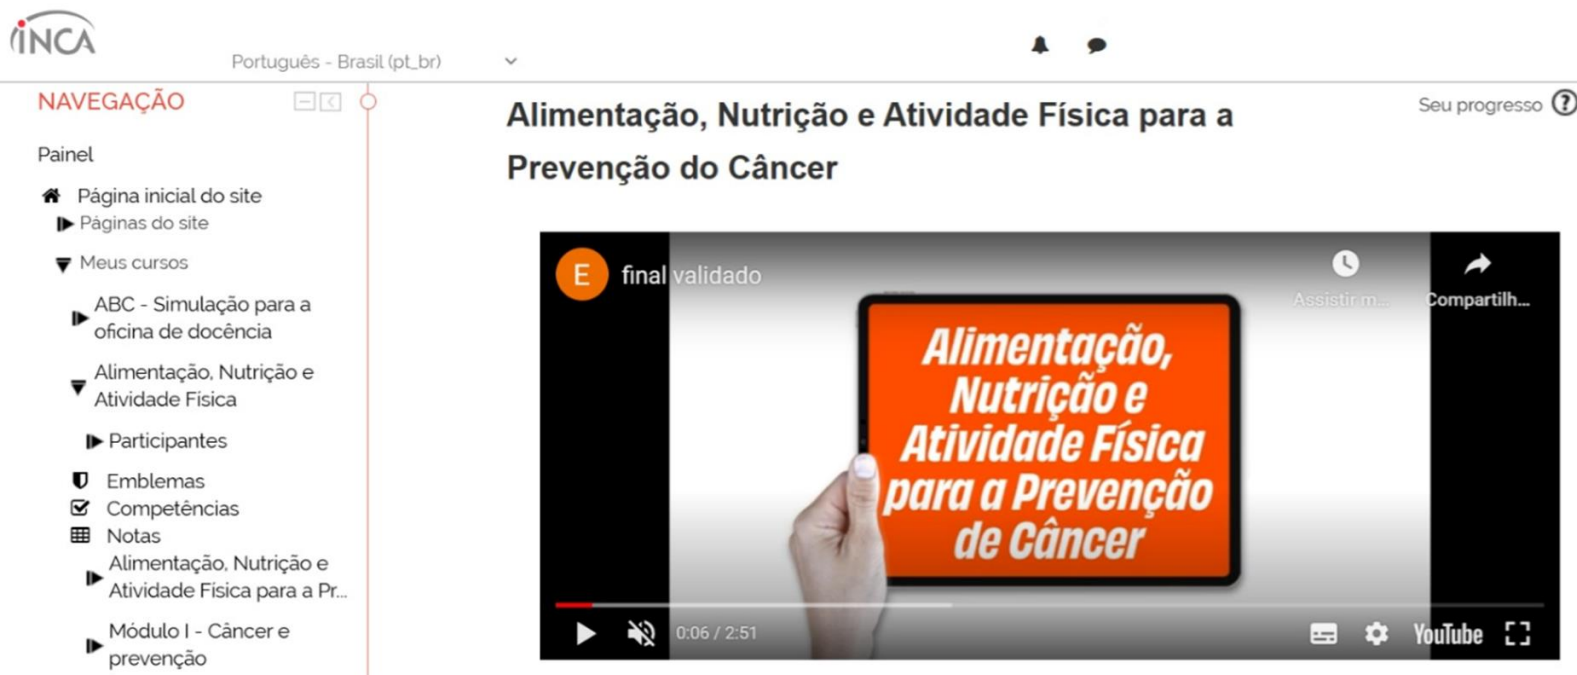 INCA
Português - Brasil (pt_br)
NAVEGAÇÃO
Painel
Página inicial do site
Páginas do site
Meus cursos
ABC - Simulação para a
oficina de docência
Alimentação, Nutrição e
Atividade Física
Participantes
Emblemas
Competências
Notas
Alimentação, Nutrição e
Atividade Física para a Pr...
Módulo I - Câncer e
prevenção
Alimentação, Nutrição e Atividade Física para a
Prevenção do Câncer
Seu progresso ?
E final validado
Assistir m...
Compartilh...
Alimentação,
Nutrição e
Atividade Física
para a Prevenção
de Câncer
0:06 / 2:51
YouTube